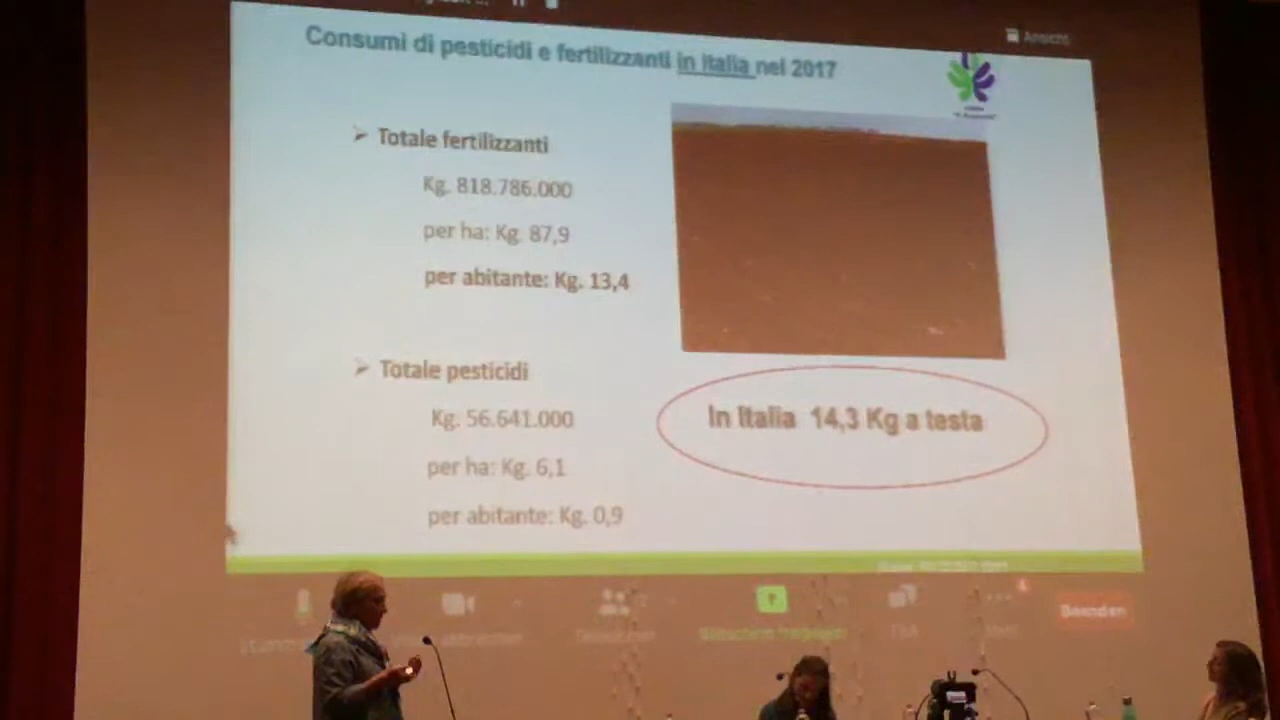 Ansicht
Consumi di pesticidi e fertilizzanti in Italia nel 2017
➢ Totale fertilizzanti
Kg. 818.786.000
per ha: Kg. 87,9
per abitante: Kg. 13,4
➢ Totale pesticidi
Kg. 56.641.000
per ha: Kg. 6,1
per abitante: Kg. 0,9
In Italia 14,3 Kg a testa
Beenden